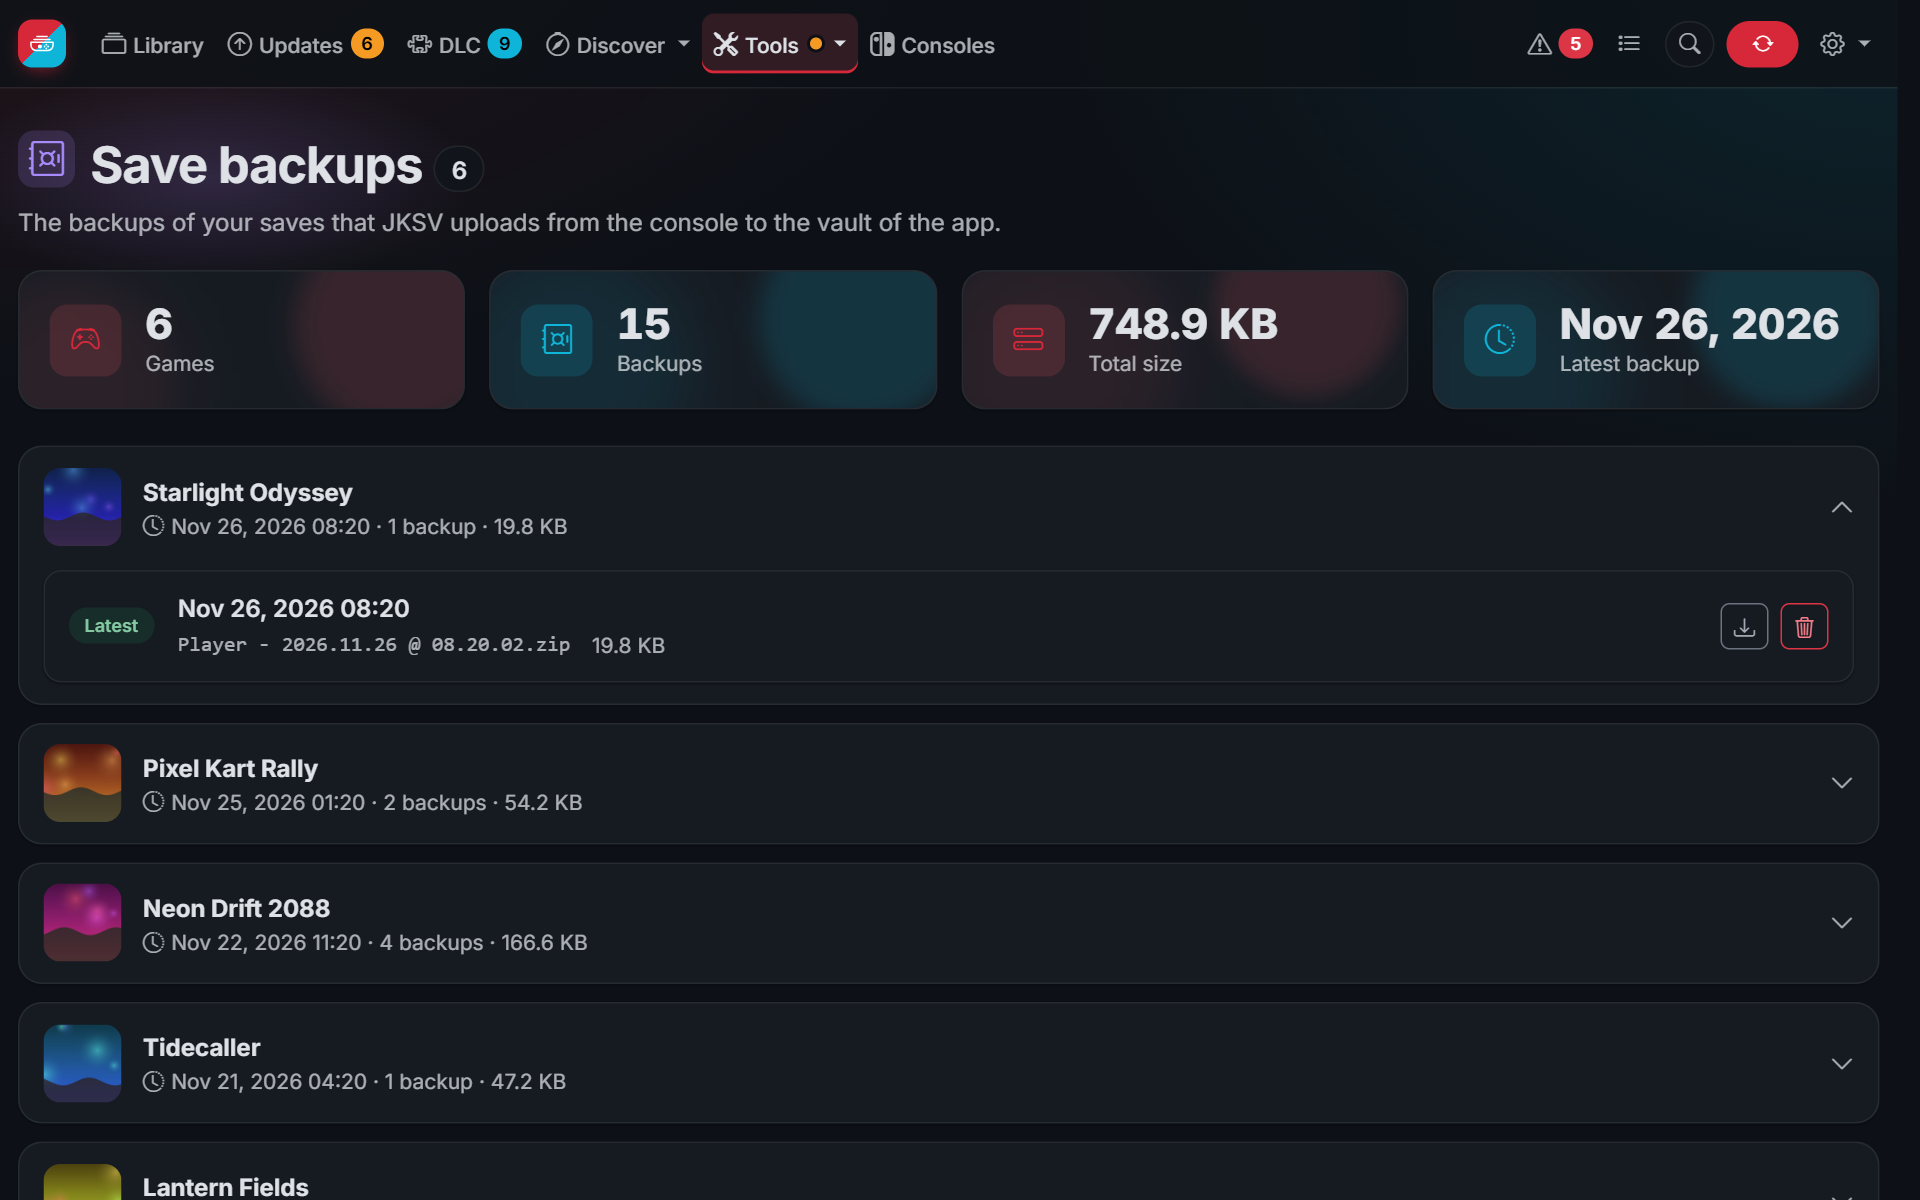 Library
Updates 6
DLC 9
Discover
Tools
Consoles
5
Save backups 6
The backups of your saves that JKSV uploads from the console to the vault of the app.
6
Games
15
Backups
748.9 KB
Total size
Nov 26, 2026
Latest backup
Starlight Odyssey
Nov 26, 2026 08:20 · 1 backup · 19.8 KB
Latest
Nov 26, 2026 08:20
Player - 2026.11.26 @ 08.20.02.zip 19.8 KB
Pixel Kart Rally
Nov 25, 2026 01:20 · 2 backups · 54.2 KB
Neon Drift 2088
Nov 22, 2026 11:20 · 4 backups · 166.6 KB
Tidecaller
Nov 21, 2026 04:20 · 1 backup · 47.2 KB
Lantern Fields